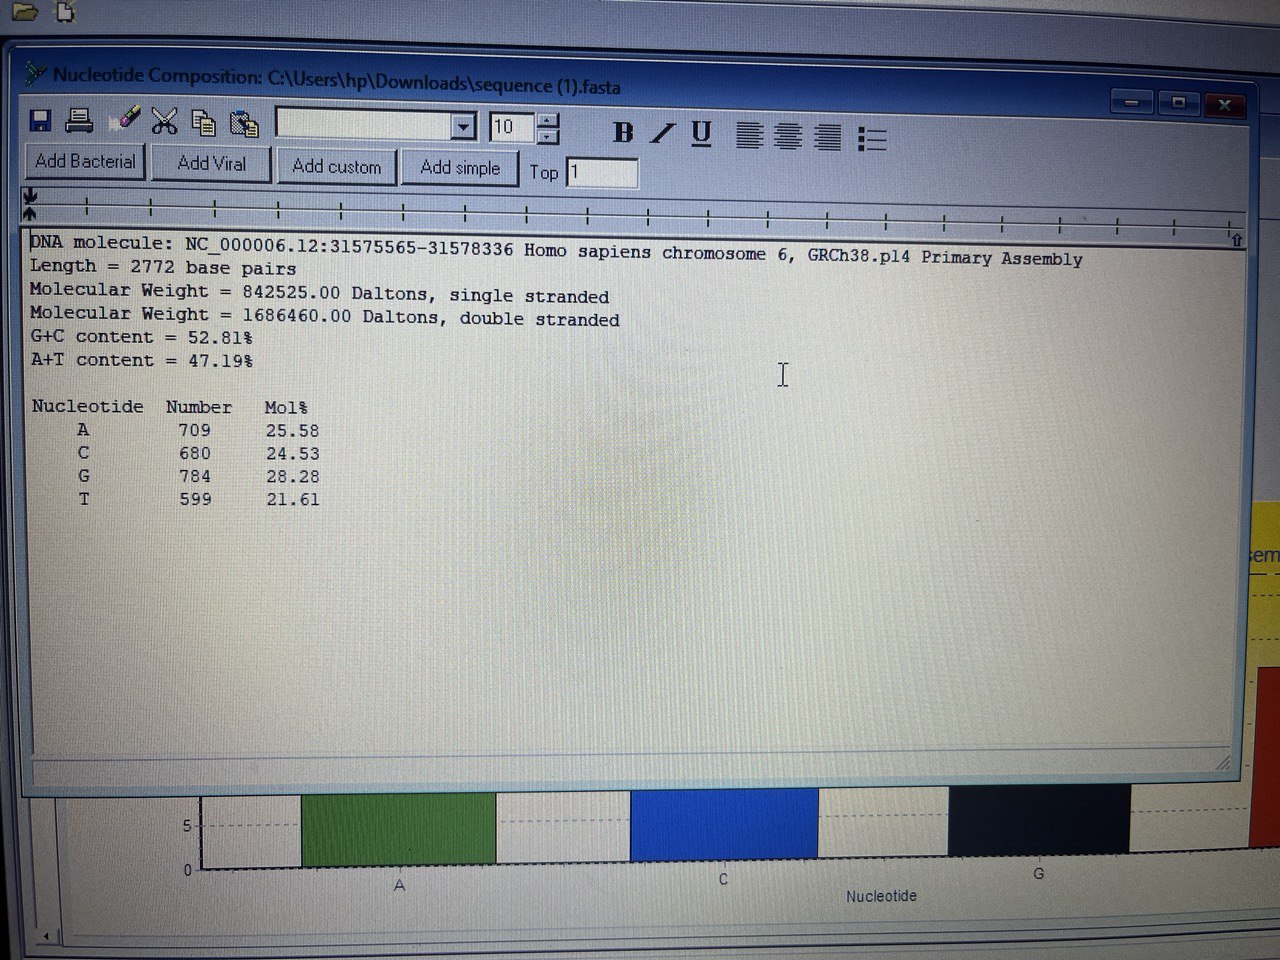 Nucleotide Composition: C:\Users\hp\Downloads\sequence (1).fasta
10 B I U
Add Bacterial Add Viral Add custom Add simple Top 1
DNA molecule: NC_000006.12:31575565-31578336 Homo sapiens chromosome 6, GRCh38.p14 Primary Assembly
Length = 2772 base pairs
Molecular Weight = 842525.00 Daltons, single stranded
Molecular Weight = 1686460.00 Daltons, double stranded
G+C content = 52.81%
A+T content = 47.19%
Nucleotide Number Mol%
A 709 25.58
C 680 24.53
G 784 28.28
T 599 21.61
5
0
A C G
Nucleotide